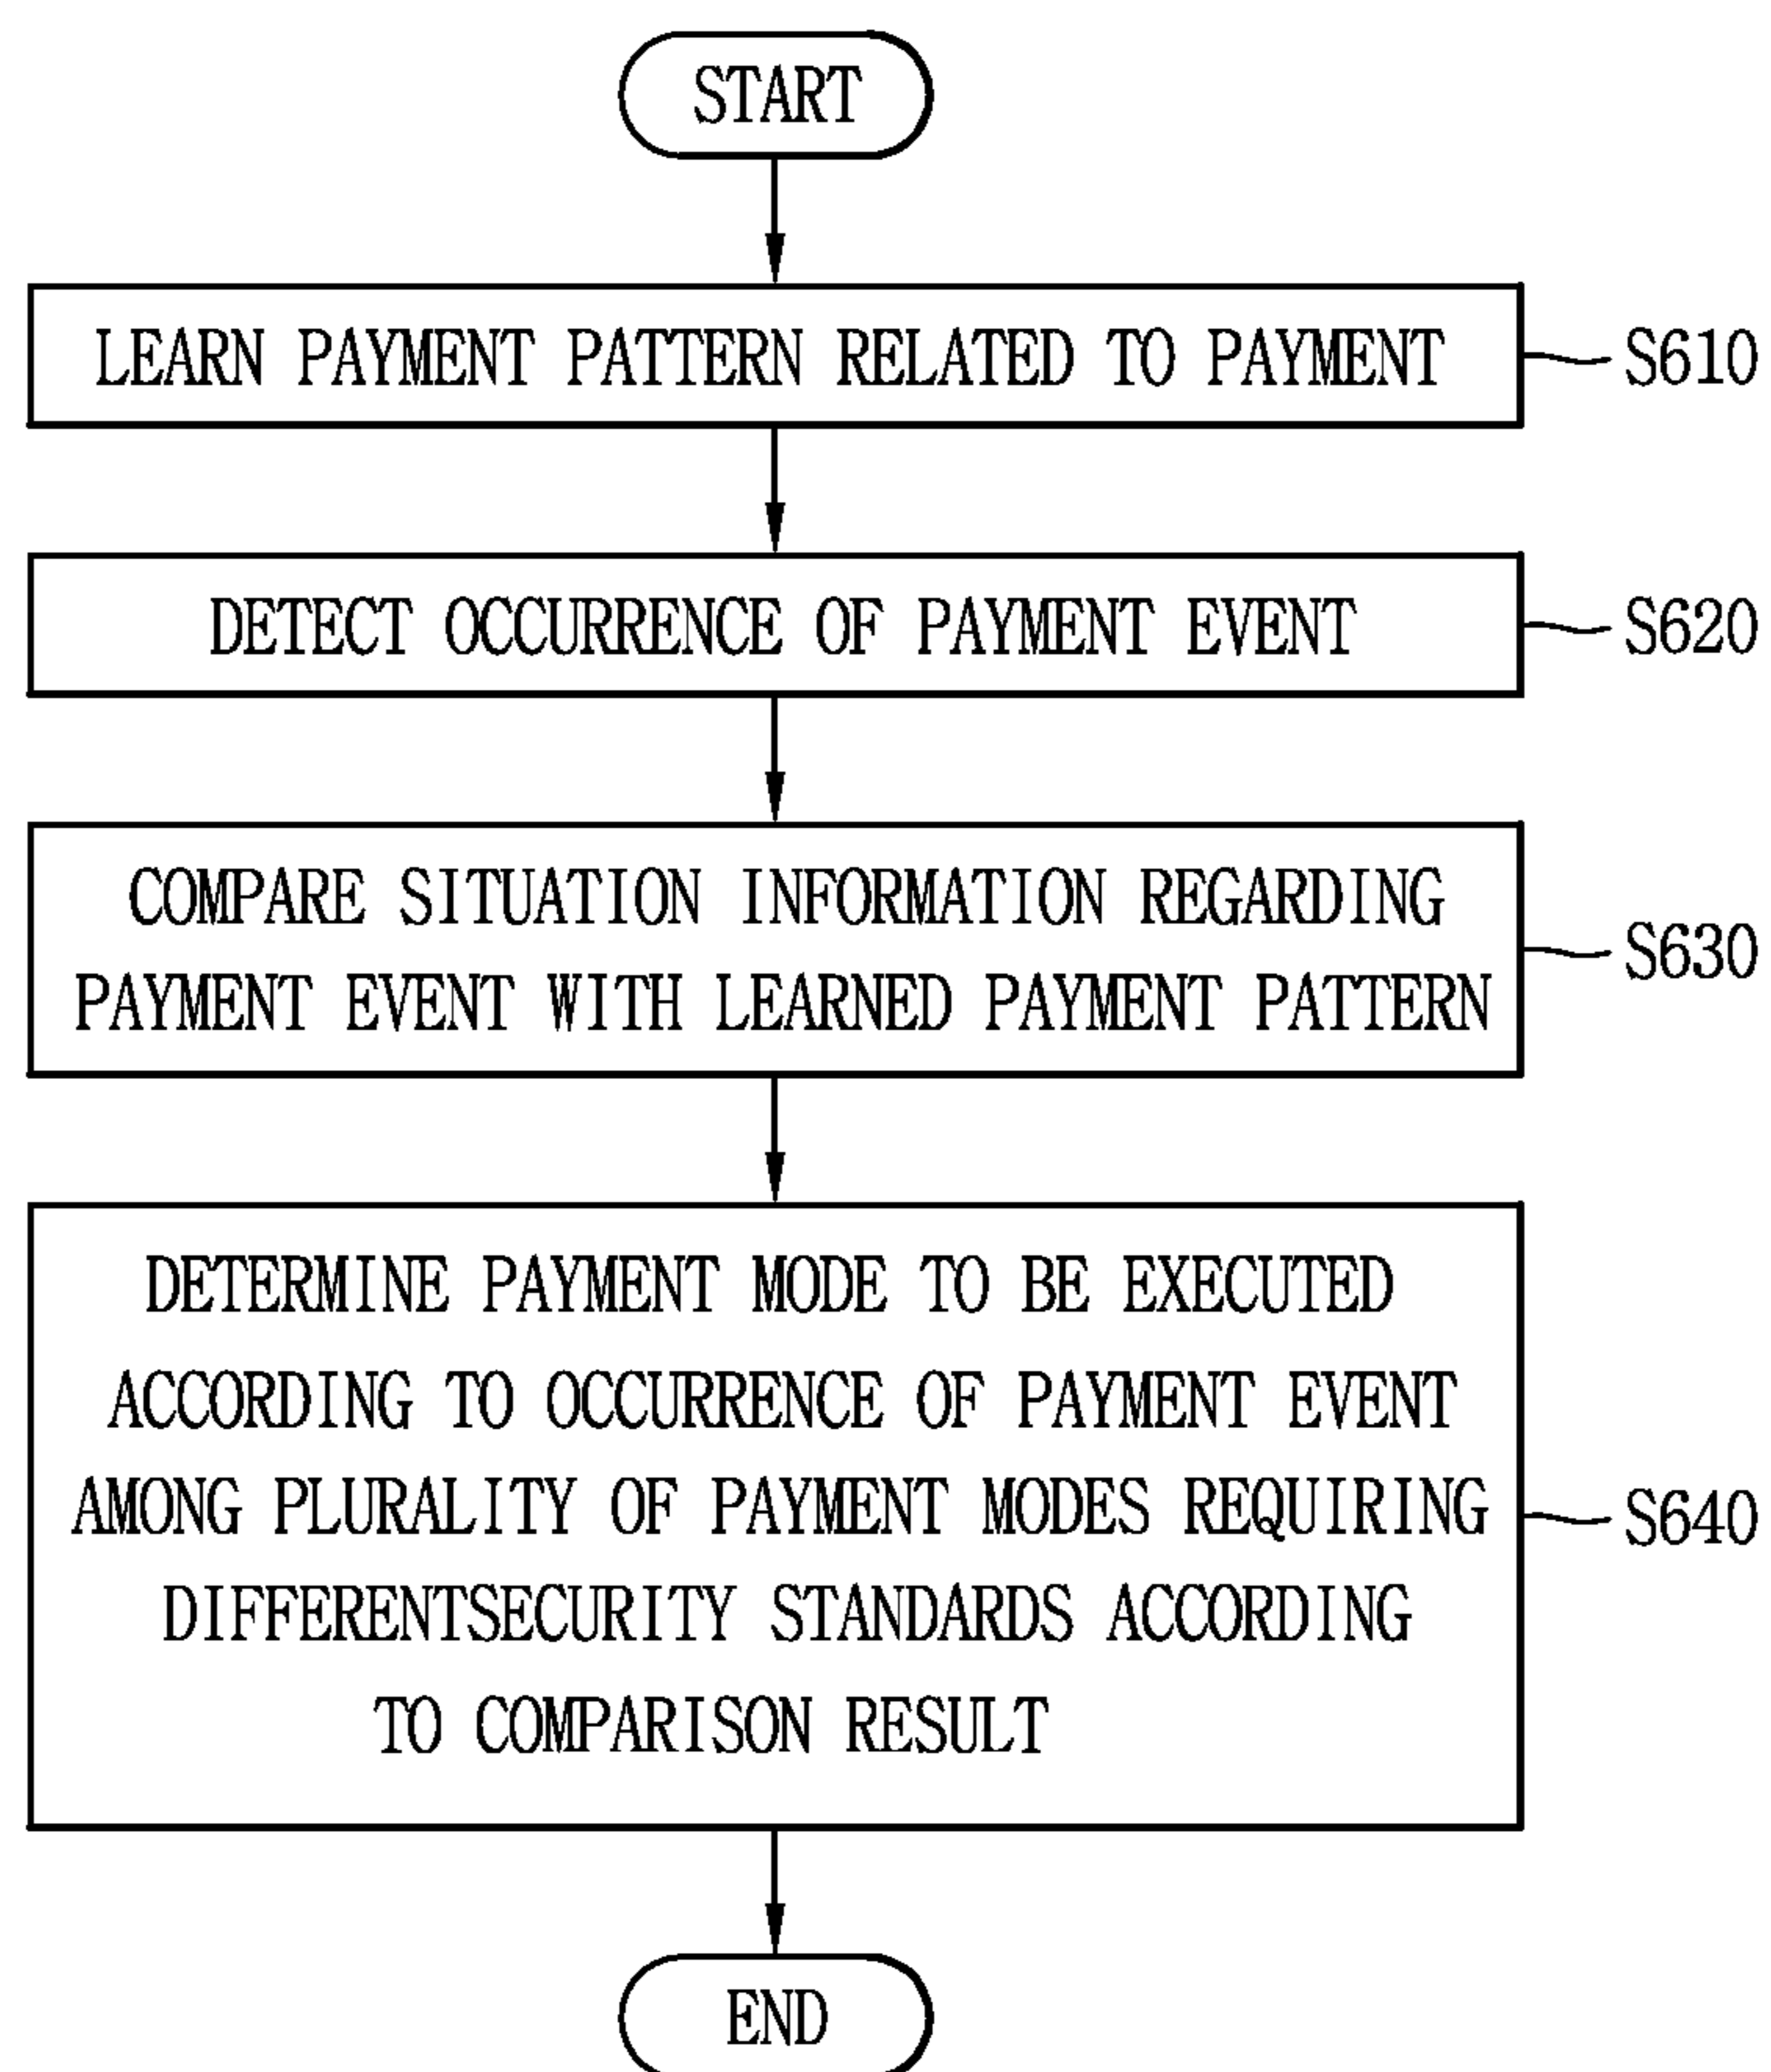 START
LEARN PAYMENT PATTERN RELATED TO PAYMENT
S610
DETECT OCCURRENCE OF PAYMENT EVENT
S620
COMPARE SITUATION INFORMATION REGARDING
PAYMENT EVENT WITH LEARNED PAYMENT PATTERN
S630
DETERMINE PAYMENT MODE TO BE EXECUTED
ACCORDING TO OCCURRENCE OF PAYMENT EVENT
AMONG PLURALITY OF PAYMENT MODES REQUIRING
DIFFERENTSECURITY STANDARDS ACCORDING
TO COMPARISON RESULT
S640
END